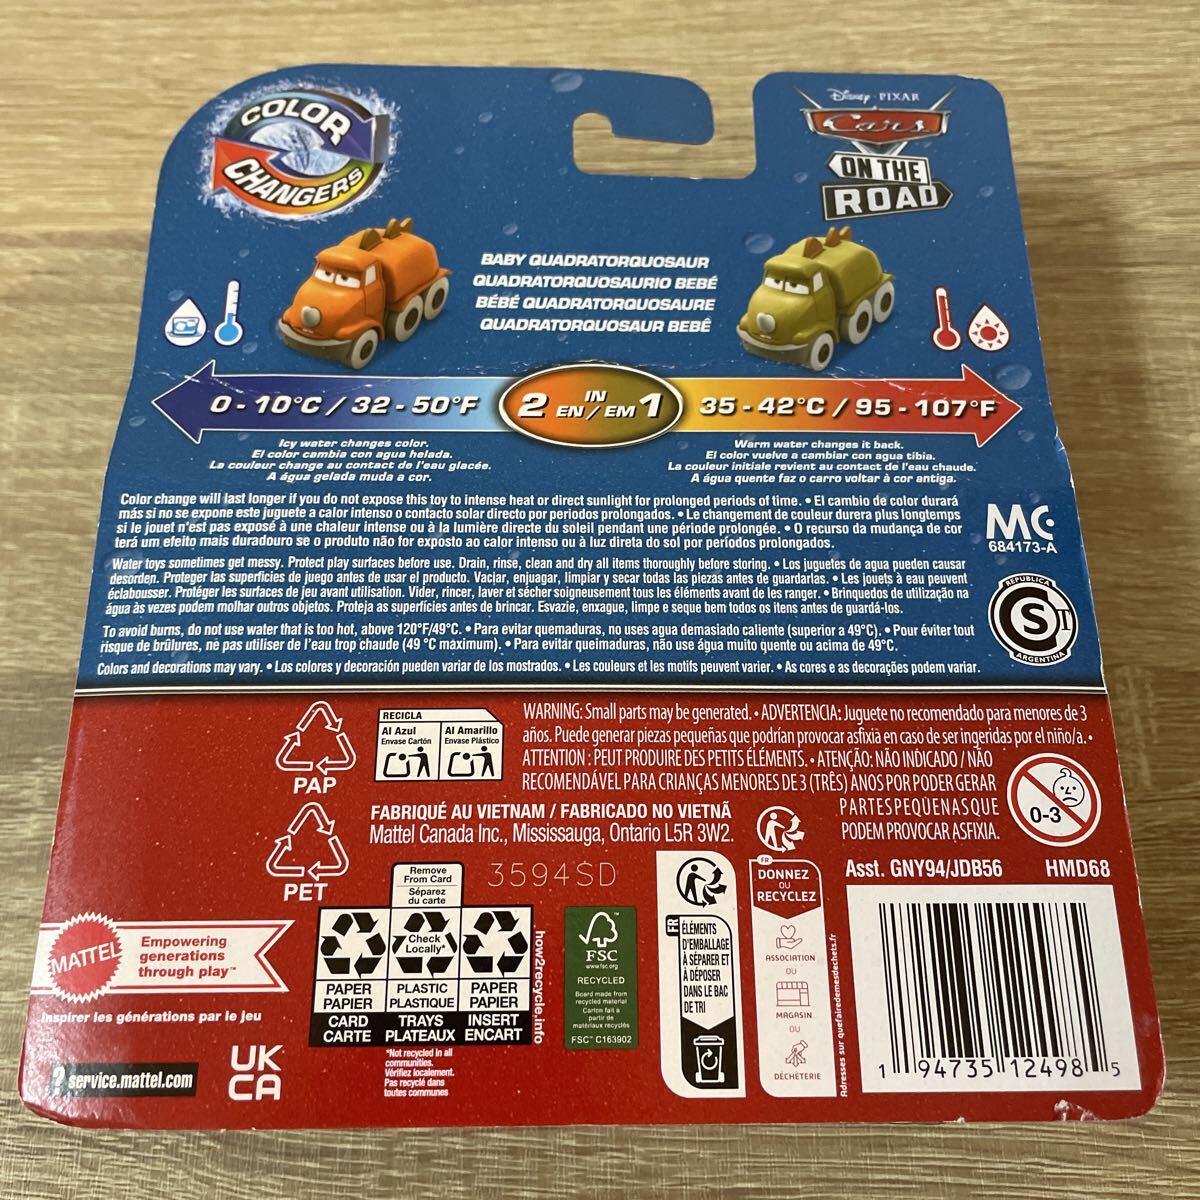 COLOR
CHANGERS
Disney · PIXAR
Cars
ON THE
ROAD
BABY QUADRATORQUOSAUR
QUADRATORQUOSAURIO BEBÉ
BÉBÉ QUADRATORQUOSAURE
QUADRATORQUOSAUR BEBÊ
0 - 10°C / 32 - 50°F
2 IN EN/EM 1
35 - 42°C / 95 - 107°F
Icy water changes color.
El color cambia con agua helada.
La couleur change au contact de l'eau glacée.
A água gelada muda a cor.
Warm water changes it back.
El color vuelve a cambiar con agua tibia.
La couleur initiale revient au contact de l'eau chaude.
A água quente faz o carro voltar à cor antiga.
Color change will last longer if you do not expose this toy to intense heat or direct sunlight for prolonged periods of time. • El cambio de color durará
más si no se expone este juguete a calor intenso o contacto solar directo por periodos prolongados. • Le changement de couleur durera plus longtemps
si le jouet n'est pas exposé à une chaleur intense ou à la lumière directe du soleil pendant une période prolongée. • O recurso da mudança de cor
terá um efeito mais duradouro se o produto não for exposto ao calor intenso ou à luz direta do sol por períodos prolongados.
MC
684173-A
Water toys sometimes get messy. Protect play surfaces before use. Drain, rinse, clean and dry all items thoroughly before storing. • Los juguetes de agua pueden causar
desorden. Proteger las superficies de juego antes de usar el producto. Vaciar, enjuagar, limpiar y secar todas las piezas antes de guardarlas. • Les jouets à eau peuvent
éclabousser. Protéger les surfaces de jeu avant utilisation. Vider, rincer, laver et sécher soigneusement tous les éléments avant de les ranger. • Brinquedos de utilização na
água às vezes podem molhar outros objetos. Proteja as superfícies antes de brincar. Esvazie, enxague, limpe e seque bem todos os itens antes de guardá-los.
REPUBLICA
S T
ARGENTINA
To avoid burns, do not use water that is too hot, above 120°F/49°C. • Para evitar quemaduras, no uses agua demasiado caliente (superior a 49°C). • Pour éviter tout
risque de brûlures, ne pas utiliser de l'eau trop chaude (49 °C maximum). • Para evitar queimaduras, não use água muito quente ou acima de 49°C.
Colors and decorations may vary. • Los colores y decoración pueden variar de los mostrados. • Les couleurs et les motifs peuvent varier. • As cores e as decorações podem variar.
PAP
RECICLA
Al Azul
Envase Cartón
Al Amarillo
Envase Plástico
WARNING: Small parts may be generated. • ADVERTENCIA: Juguete no recomendado para menores de 3
años. Puede generar piezas pequeñas que podrían provocar asfixia en caso de ser ingeridas por el niño/a. •
ATTENTION : PEUT PRODUIRE DES PETITS ÉLÉMENTS. • ATENÇÃO: NÃO INDICADO / NÃO
RECOMENDÁVEL PARA CRIANÇAS MENORES DE 3 (TRÊS) ANOS POR PODER GERAR
PARTES PEQÜENAS QUE
PODEM PROVOCAR ASFIXIA.
0-3
FABRIQUÉ AU VIETNAM / FABRICADO NO VIETNÃ
Mattel Canada Inc., Mississauga, Ontario L5R 3W2.
PET
3594SD
Remove
From Card
Séparez
du carte
Check
Locally*
PAPER
PAPIER
CARD
CARTE
PLASTIC
PLASTIQUE
TRAYS
PLATEAUX
PAPER
PAPIER
INSERT
ENCART
how2recycle.info
*Not recycled in all
communities.
Vérifiez localement.
Pas recyclé dans
toutes communes
FSC
www.fsc.org
RECYCLED
Board made from
recycled material
Carton fait à
partir de
matériaux recyclés
FSC™ C163902
FR
ÉLÉMENTS
D'EMBALLAGE
À SÉPARER ET
À DÉPOSER
DANS LE BAC
DE TRI
FR
DONNEZ
OU
RECYCLEZ
ASSOCIATION
OU
MAGASIN
OU
DÉCHÈTERIE
Adresses sur quefairedemesdechets.fr
Asst. GNY94/JDB56
HMD68
1 94735 12498 5
MATTEL
Empowering
generations
through play™
Inspirer les générations par le jeu
? service.mattel.com
UK
CA